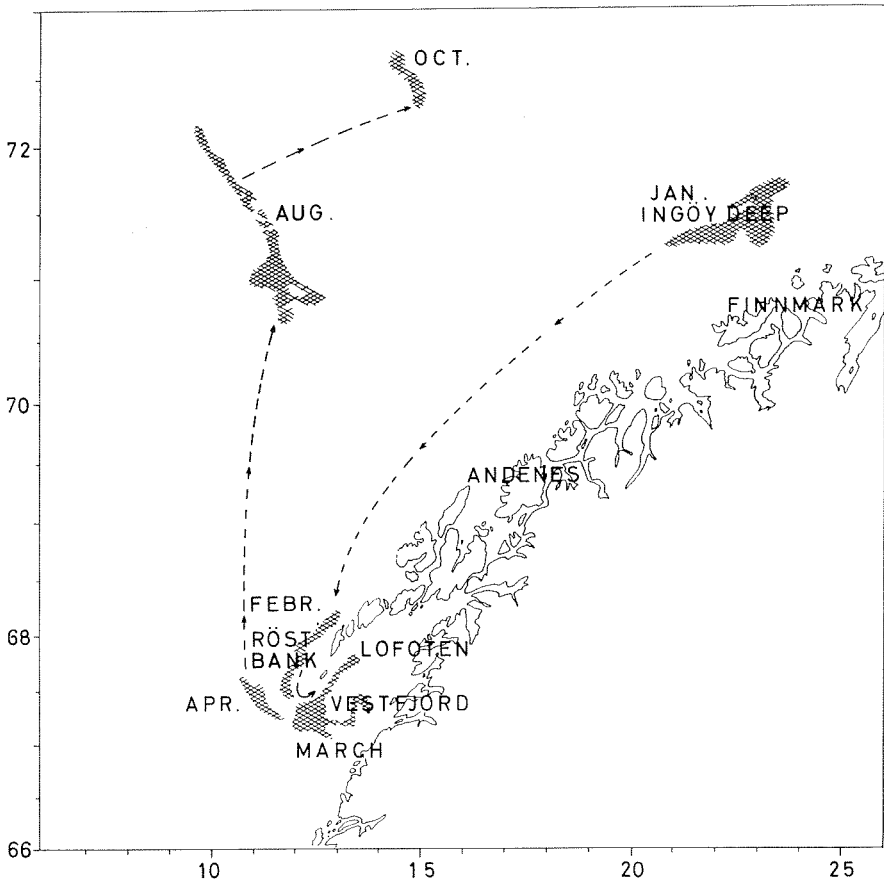 OCT.
72
AUG.
JAN.
INGÖY DEEP
FINNMARK
70
ANDENES
FEBR.
68
RÖST
BANK
LOFOTEN
APR.
VESTFJORD
MARCH
66
10 15 20 25